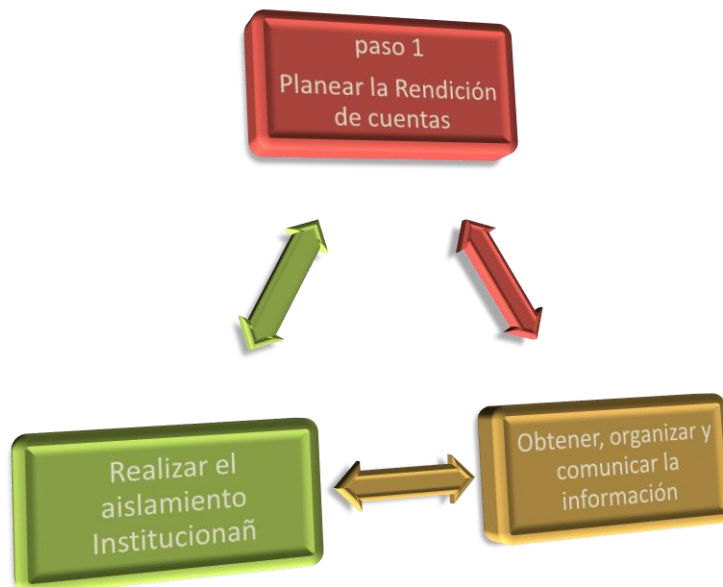 paso 1
Planear la Rendición
de cuentas
Realizar el
aislamiento
Institucionañ
Obtener, organizar y
comunicar la
información